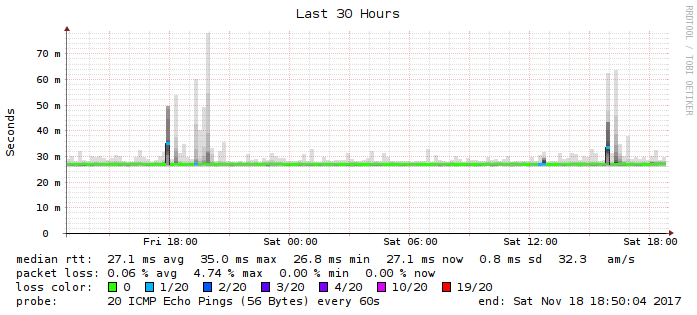 Last 30 Hours
RRDTOOL / TOBI OETIKER
Seconds
70 m
60 m
50 m
40 m
30 m
20 m
10 m
0
Fri 18:00 Sat 00:00 Sat 06:00 Sat 12:00 Sat 18:00
median rtt: 27.1 ms avg 35.0 ms max 26.8 ms min 27.1 ms now 0.8 ms sd 32.3 am/s
packet loss: 0.06 % avg 4.74 % max 0.00 % min 0.00 % now
loss color: 0 1/20 2/20 3/20 4/20 10/20 19/20
probe: 20 ICMP Echo Pings (56 Bytes) every 60s end: Sat Nov 18 18:50:04 2017